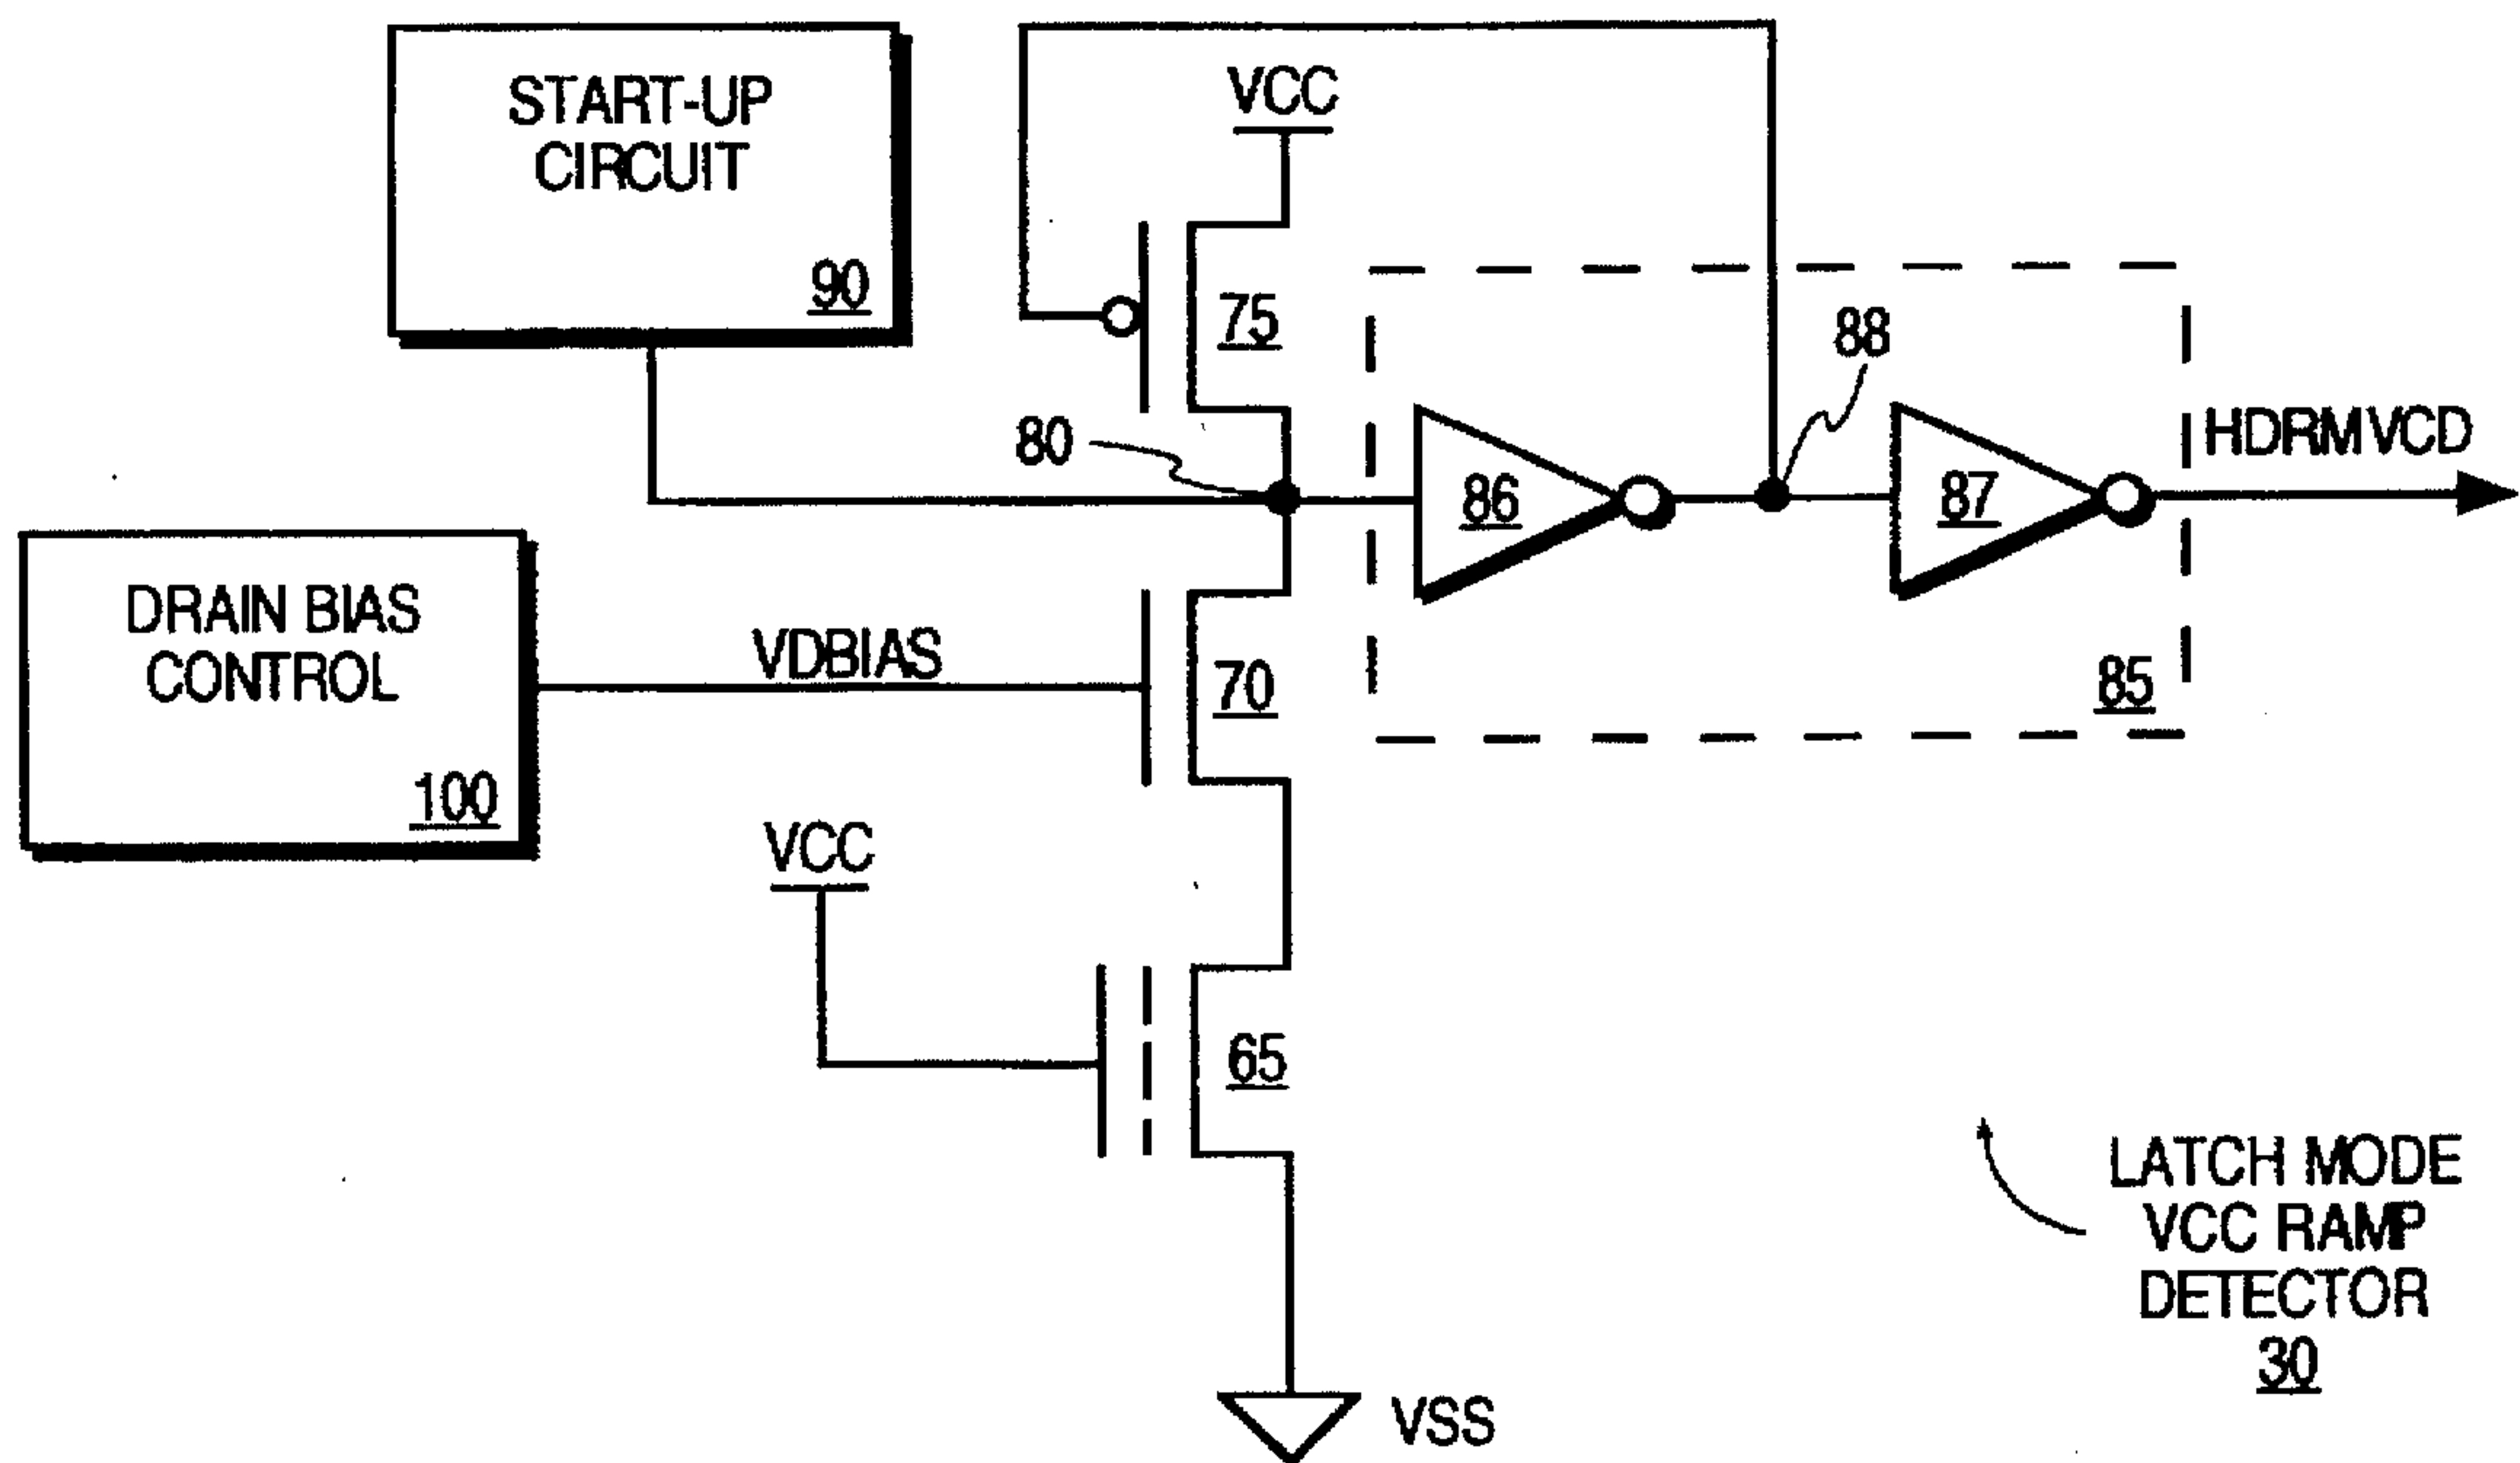 START-UP
CIRCUIT
90
VCC
75
88
80
86
87
HDRMVCD
85
DRAIN BIAS
CONTROL
100
VDBIAS
70
VCC
65
LATCH MODE
VCC RAMP
DETECTOR
30
VSS